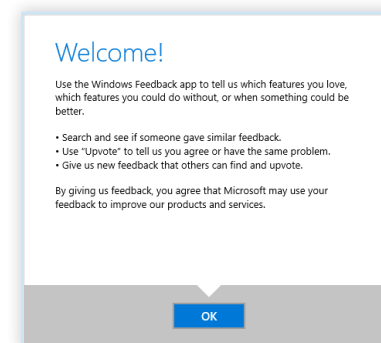 Welcome!
Use the Windows Feedback app to tell us which features you love,
which features you could do without, or when something could be
better.
• Search and see if someone gave similar feedback.
• Use "Upvote" to tell us you agree or have the same problem.
• Give us new feedback that others can find and upvote.
By giving us feedback, you agree that Microsoft may use your
feedback to improve our products and services.
OK